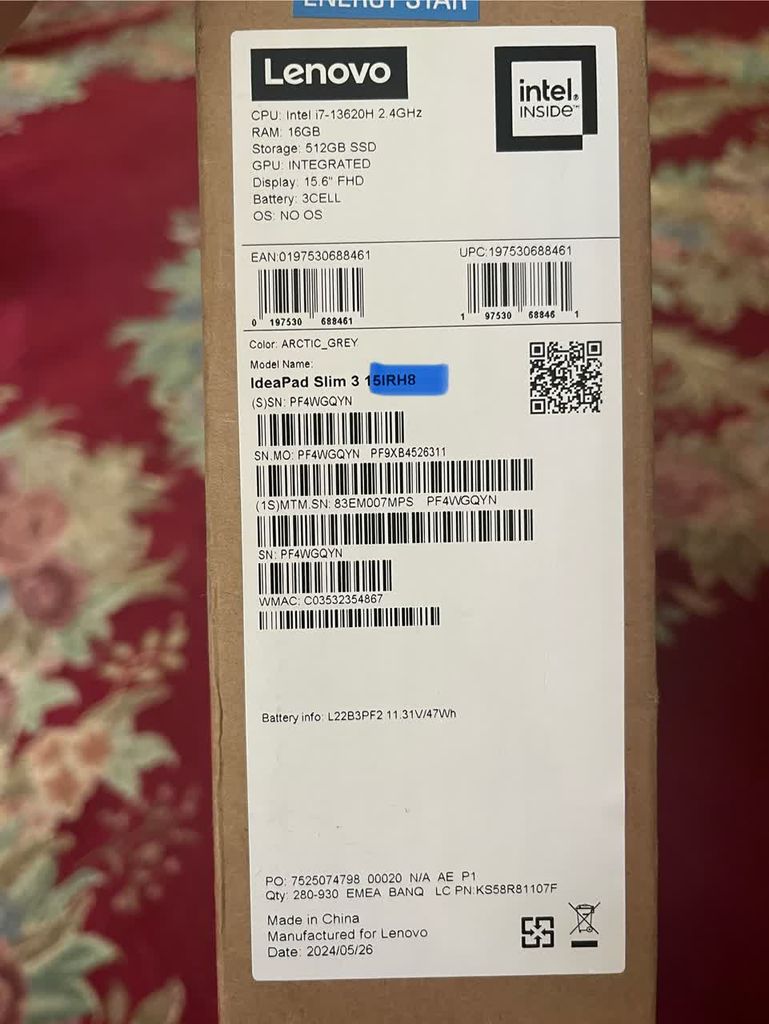 ENERGY STAR
Lenovo
intel.
INSIDE™
CPU: Intel i7-13620H 2.4GHz
RAM: 16GB
Storage: 512GB SSD
GPU: INTEGRATED
Display: 15.6" FHD
Battery: 3CELL
OS: NO OS
EAN:0197530688461
UPC:197530688461
0 197530 688461
1 97530 68846 1
Color: ARCTIC_GREY
Model Name:
IdeaPad Slim 3 15IRH8
(S)SN: PF4WGQYN
SN.MO: PF4WGQYN PF9XB4526311
(1S)MTM.SN: 83EM007MPS PF4WGQYN
SN: PF4WGQYN
WMAC: C03532354867
Battery info: L22B3PF2 11.31V/47Wh
PO: 7525074798 00020 N/A AE P1
Qty: 280-930 EMEA BANQ LC PN:KS58R81107F
Made in China
Manufactured for Lenovo
Date: 2024/05/26